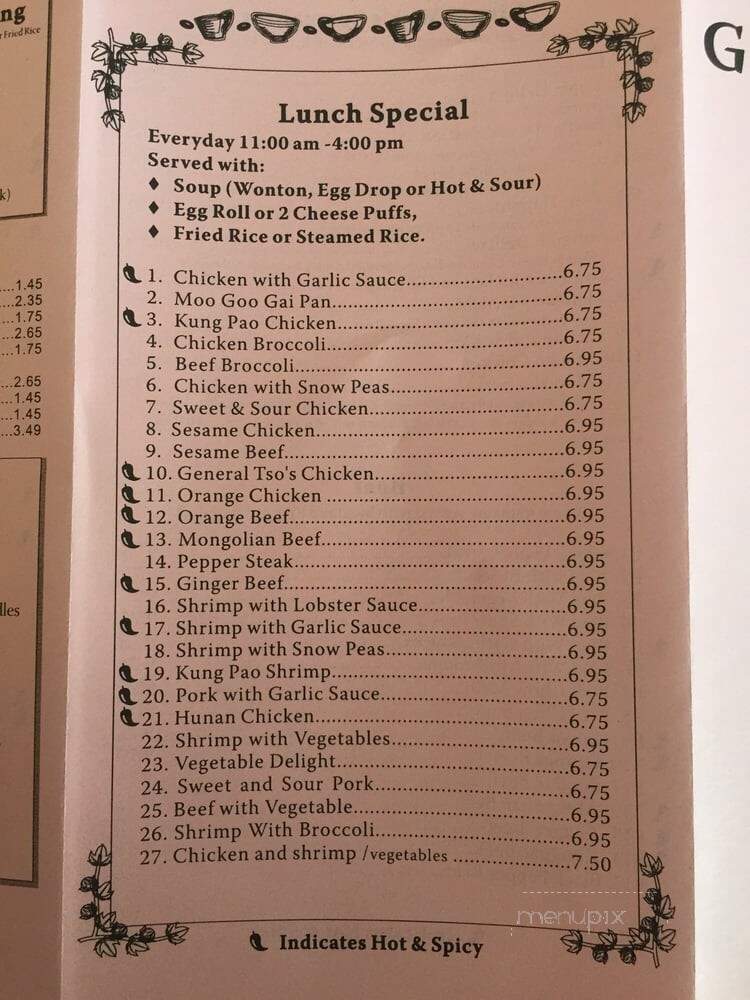 ng
r Fried Rice
k)
...1.45
...2.35
...1.75
...2.65
...1.75
...2.65
...1.45
...1.45
...3.49
lles
Lunch Special
Everyday 11:00 am -4:00 pm
Served with:
♦ Soup (Wonton, Egg Drop or Hot & Sour)
♦ Egg Roll or 2 Cheese Puffs,
♦ Fried Rice or Steamed Rice.
1. Chicken with Garlic Sauce...6.75
2. Moo Goo Gai Pan...6.75
3. Kung Pao Chicken...6.75
4. Chicken Broccoli...6.75
5. Beef Broccoli...6.95
6. Chicken with Snow Peas...6.75
7. Sweet & Sour Chicken...6.75
8. Sesame Chicken...6.95
9. Sesame Beef...6.95
10. General Tso's Chicken...6.95
11. Orange Chicken ...6.95
12. Orange Beef...6.95
13. Mongolian Beef...6.95
14. Pepper Steak...6.95
15. Ginger Beef...6.95
16. Shrimp with Lobster Sauce...6.95
17. Shrimp with Garlic Sauce...6.95
18. Shrimp with Snow Peas...6.95
19. Kung Pao Shrimp...6.95
20. Pork with Garlic Sauce...6.75
21. Hunan Chicken...6.75
22. Shrimp with Vegetables...6.95
23. Vegetable Delight...6.75
24. Sweet and Sour Pork...6.75
25. Beef with Vegetable...6.95
26. Shrimp With Broccoli...6.95
27. Chicken and shrimp /vegetables ...7.50
menupix
Indicates Hot & Spicy
G